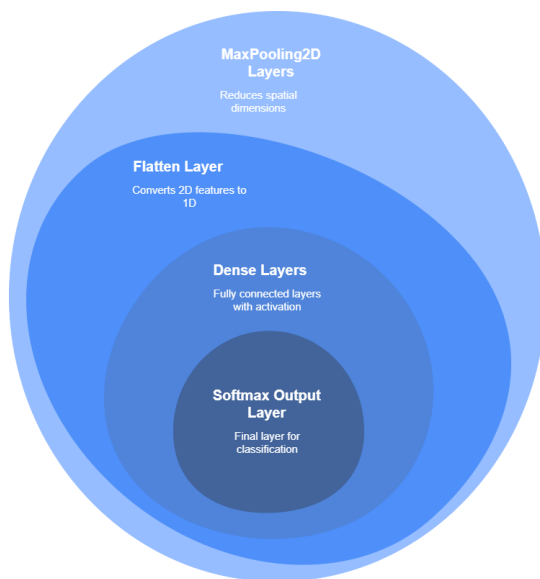 MaxPooling2D
Layers
Reduces spatial
dimensions
Flatten Layer
Converts 2D features to
1D
Dense Layers
Fully connected layers
with activation
Softmax Output
Layer
Final layer for
classification